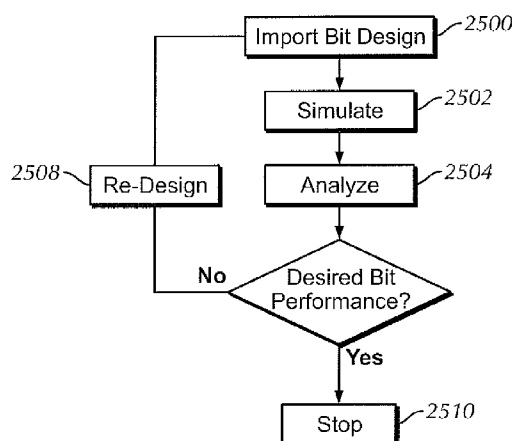 Import Bit Design
2500
Simulate
2502
2508
Re-Design
Analyze
2504
No
Desired Bit
Performance?
Yes
Stop
2510